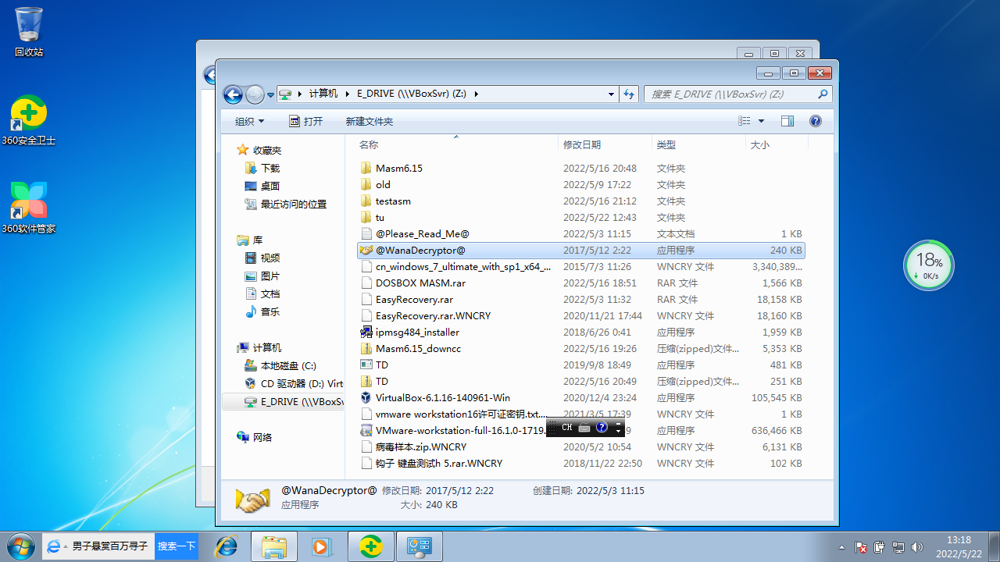 回收站
360安全卫士
360软件管家
计算机 E_DRIVE (\\VBoxSvr) (Z:)
搜索 E_DRIVE (\\VBoxSvr) (Z:)
组织 打开 新建文件夹
收藏夹
下载
桌面
最近访问的位置
库
视频
图片
文档
音乐
计算机
本地磁盘 (C:)
CD 驱动器 (D:) Virt
E_DRIVE (\\VBoxSv
网络
名称 修改日期 类型 大小
Masm6.15 2022/5/16 20:48 文件夹
old 2022/5/9 17:22 文件夹
testasm 2022/5/16 21:12 文件夹
tu 2022/5/22 12:43 文件夹
@Please_Read_Me@ 2022/5/3 11:15 文本文档 1 KB
@WanaDecryptor@ 2017/5/12 2:22 应用程序 240 KB
cn_windows_7_ultimate_with_sp1_x64_... 2015/7/3 11:26 WNCRY 文件 3,340,389...
DOSBOX MASM.rar 2022/5/16 18:51 RAR 文件 1,566 KB
EasyRecovery.rar 2022/5/3 11:32 RAR 文件 18,158 KB
EasyRecovery.rar.WNCRY 2020/11/21 17:44 WNCRY 文件 18,160 KB
ipmsg484_installer 2018/6/26 0:41 应用程序 1,959 KB
Masm6.15_downcc 2022/5/16 19:26 压缩(zipped)文件... 5,353 KB
TD 2019/9/8 18:49 应用程序 481 KB
TD 2022/5/16 20:49 压缩(zipped)文件... 251 KB
VirtualBox-6.1.16-140961-Win 2020/12/4 23:24 应用程序 105,545 KB
vmware workstation16许可证密钥.txt.... 2021/3/5 17:39 WNCRY 文件 1 KB
VMware-workstation-full-16.1.0-1719. 9 应用程序 636,466 KB
病毒样本.zip.WNCRY 2020/5/2 10:54 WNCRY 文件 6,131 KB
钩子 键盘测试h 5.rar.WNCRY 2018/11/22 22:50 WNCRY 文件 102 KB
CH
@WanaDecryptor@ 修改日期: 2017/5/12 2:22 创建日期: 2022/5/3 11:15
应用程序 大小: 240 KB
18%
0K/s
男子悬赏百万寻子 搜索一下
13:18
2022/5/22